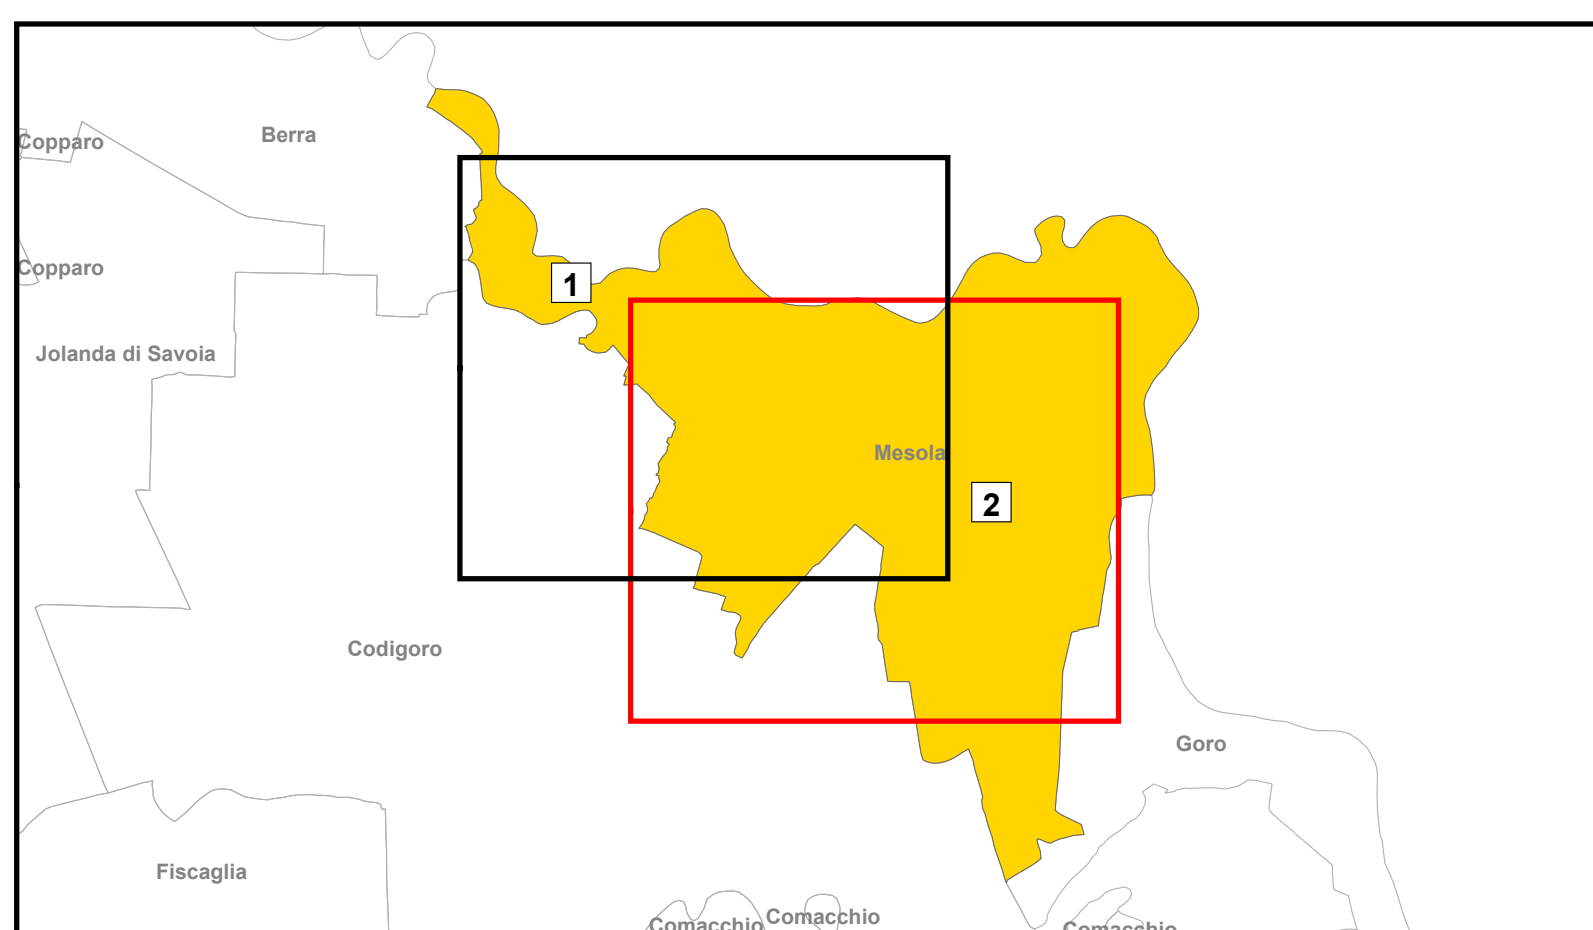 Berra
Copparo
Copparo
1
Jolanda di Savoia
Mesola
2
Codigoro
Goro
Fiscaglia
Comacchio
Comacchio
Comacchio